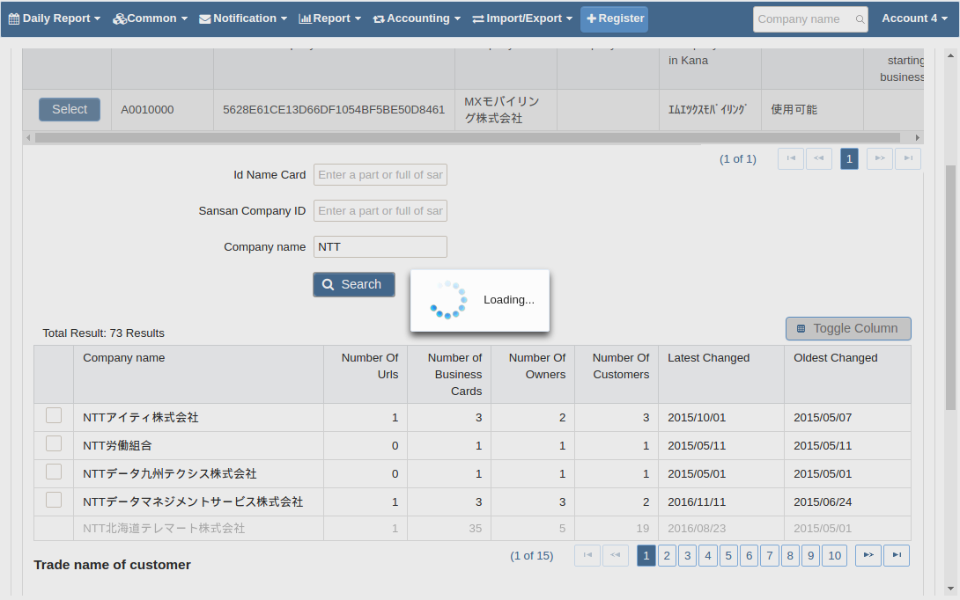 Daily Report Common Notification Report Accounting Import/Export Register Company name Account 4
in Kana starting
business
Select A0010000 5628E61CE13D66DF1054BF5BE50D8461 MXモバイリング株式会社 ｴﾑｴｯｸｽﾓﾊﾞｲﾘﾝｸﾞ 使用可能
(1 of 1) 1
Id Name Card Enter a part or full of sar
Sansan Company ID Enter a part or full of sar
Company name NTT
Search
Loading...
Total Result: 73 Results Toggle Column
Company name Number Of Urls Number of Business Cards Number Of Owners Number Of Customers Latest Changed Oldest Changed
NTTアイティ株式会社 1 3 2 3 2015/10/01 2015/05/07
NTT労働組合 0 1 1 1 2015/05/11 2015/05/11
NTTデータ九州テクシス株式会社 0 1 1 1 2015/05/01 2015/05/01
NTTデータマネジメントサービス株式会社 1 3 3 2 2016/11/11 2015/06/24
NTT北海道テレマート株式会社 1 35 5 19 2016/08/23 2015/05/01
(1 of 15) 1 2 3 4 5 6 7 8 9 10
Trade name of customer